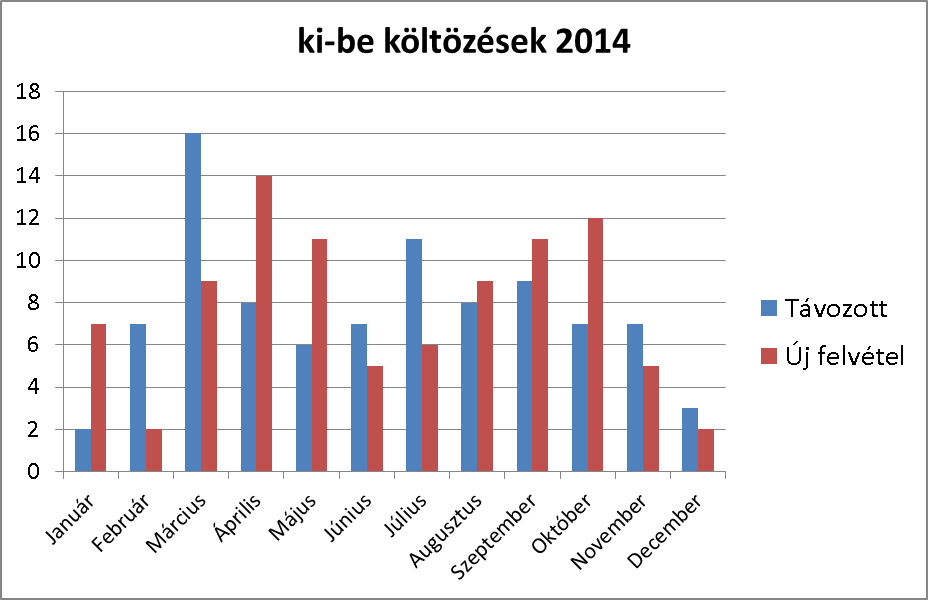 ki-be költözések 2014
18
16
14
12
10
8
6
4
2
0
Január
Február
Március
Április
Május
Június
Július
Augusztus
Szeptember
Október
November
December
Távozott
Új felvétel